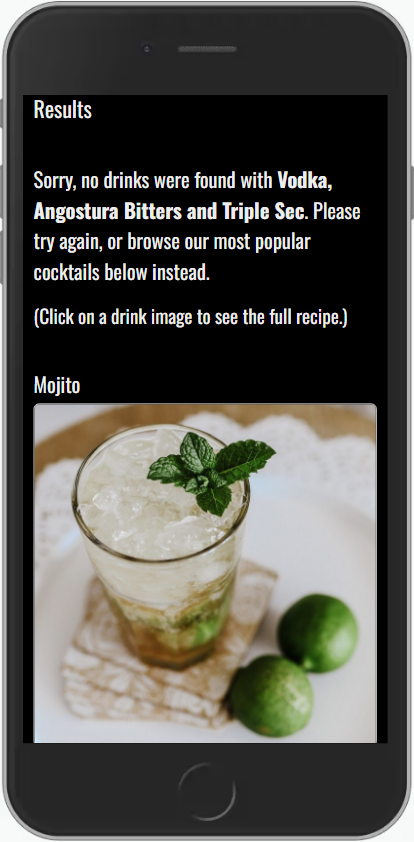 Results
Sorry, no drinks were found with Vodka,
Angostura Bitters and Triple Sec. Please
try again, or browse our most popular
cocktails below instead.
(Click on a drink image to see the full recipe.)
Mojito